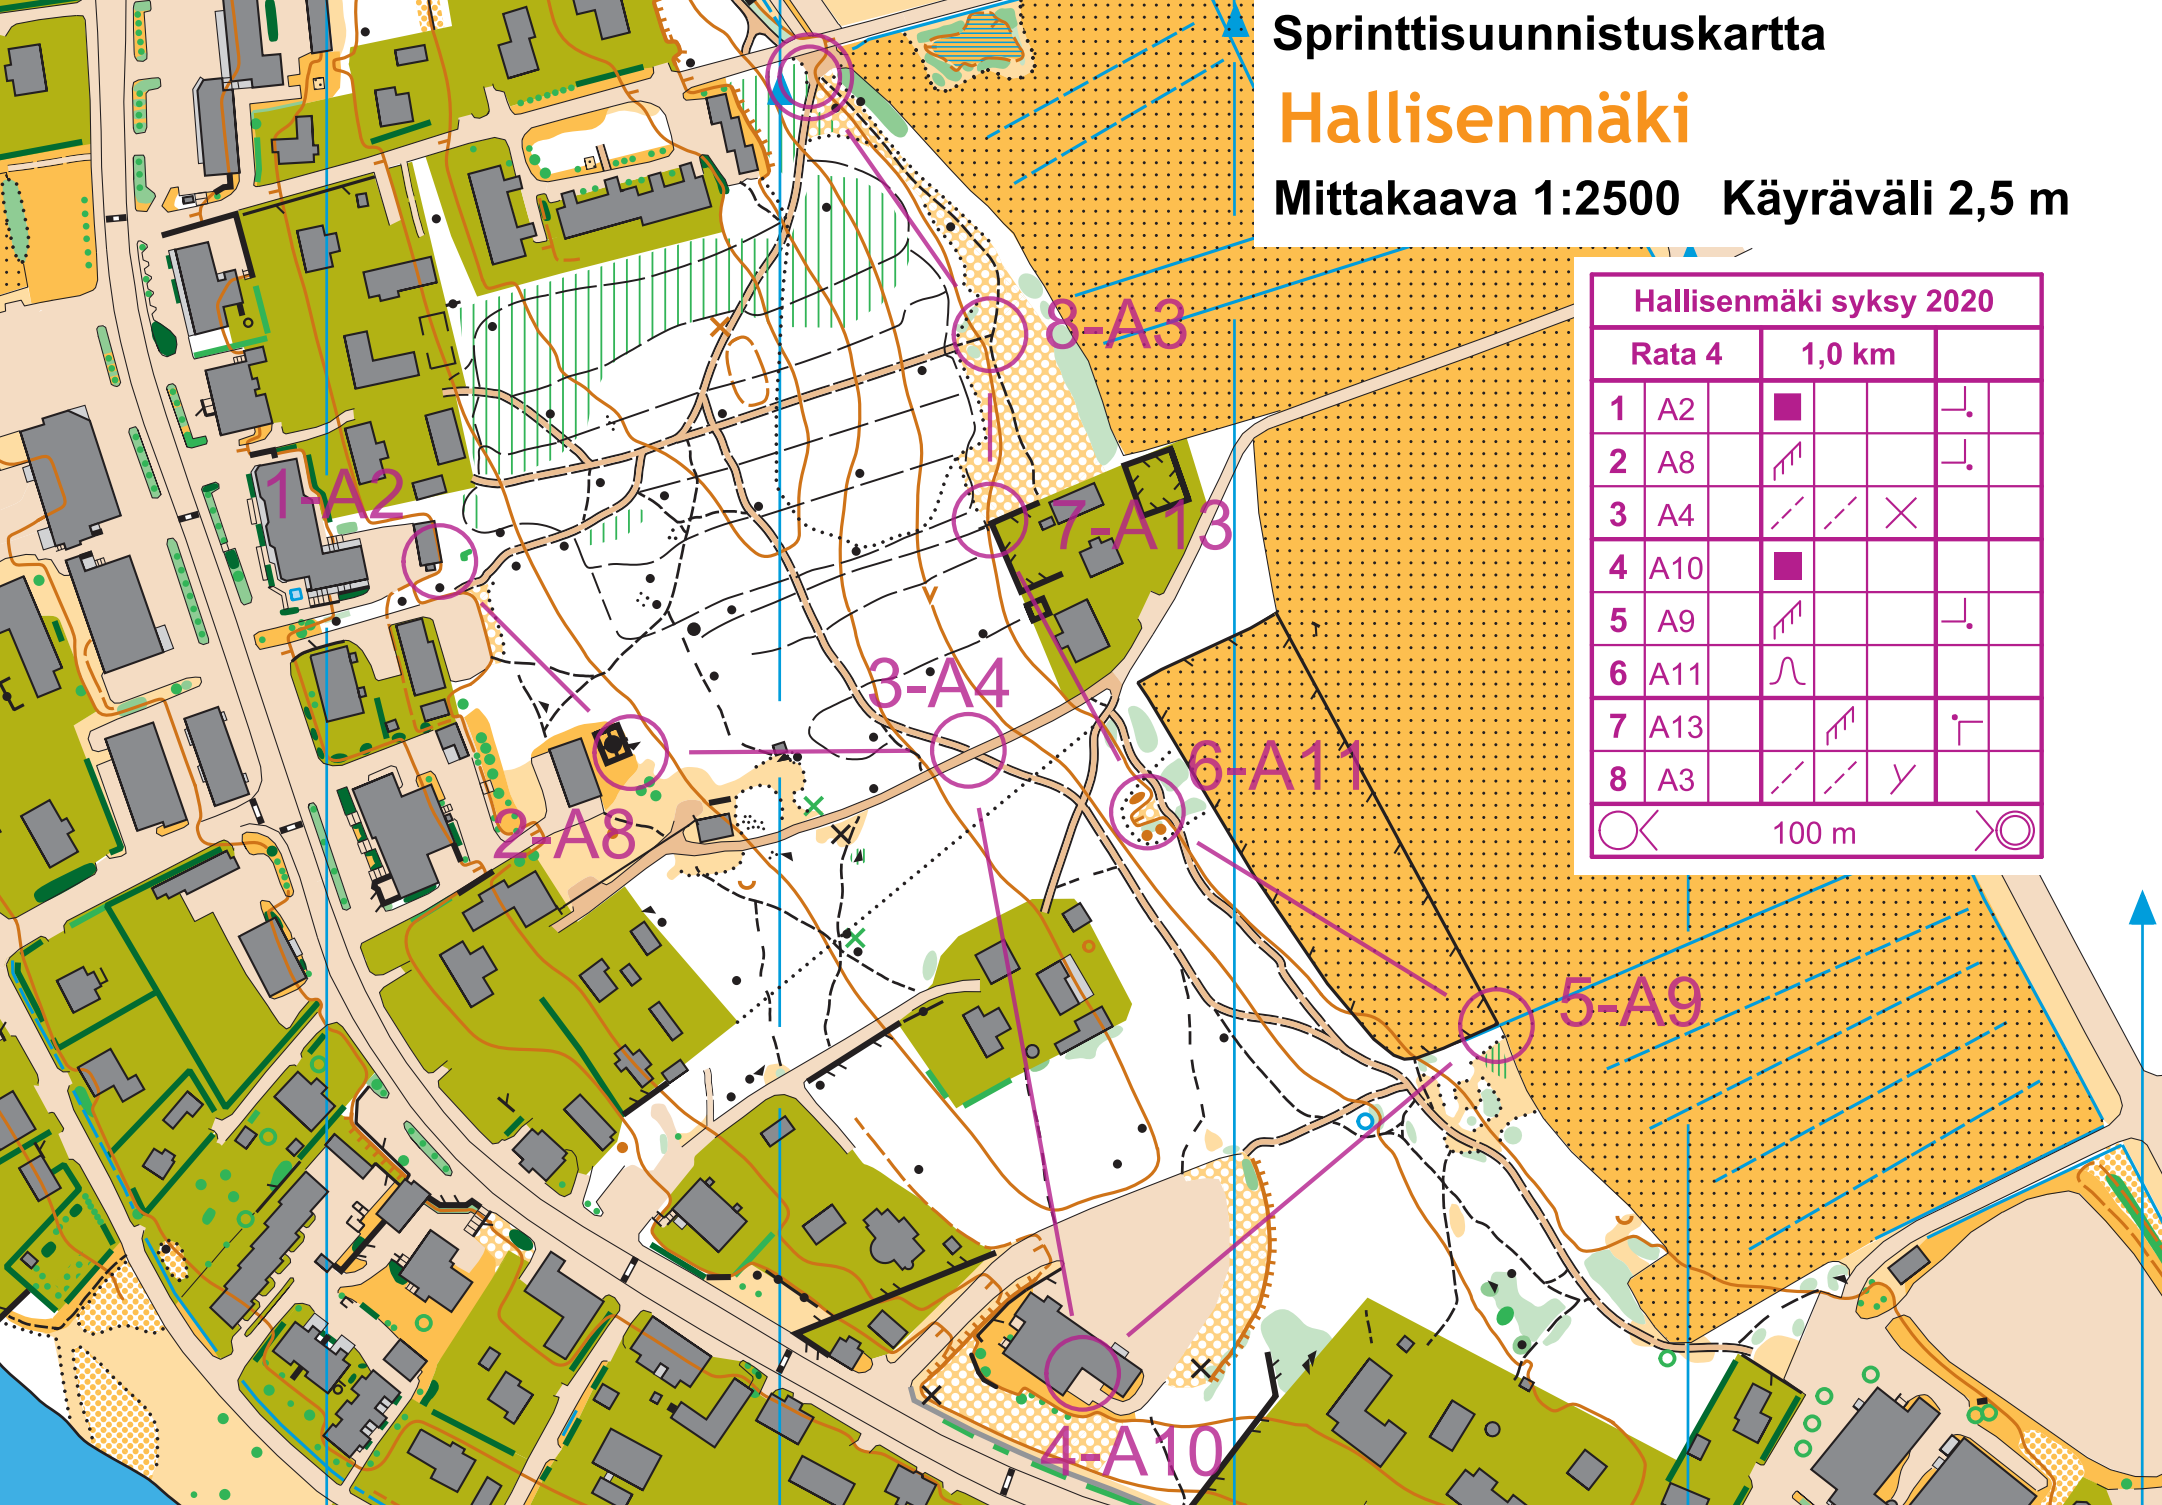 Sprinttisuunnistuskartta
Hallisenmäki
Mittakaava 1:2500 Käyräväli 2,5 m
Hallisenmäki syksy 2020
Rata 4 1,0 km
1 A2
2 A8
3 A4
4 A10
5 A9
6 A11
7 A13
8 A3
100 m
8-A3
1-A2
7-A13
3-A4
6-A11
2-A8
5-A9
4-A10